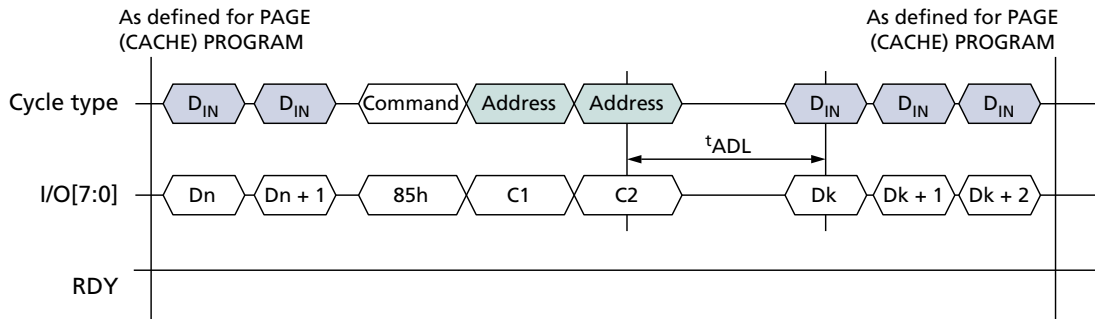 As defined for PAGE
(CACHE) PROGRAM
As defined for PAGE
(CACHE) PROGRAM
Cycle type
DIN
DIN
Command
Address
Address
DIN
DIN
DIN
tADL
I/O[7:0]
Dn
Dn + 1
85h
C1
C2
Dk
Dk + 1
Dk + 2
RDY